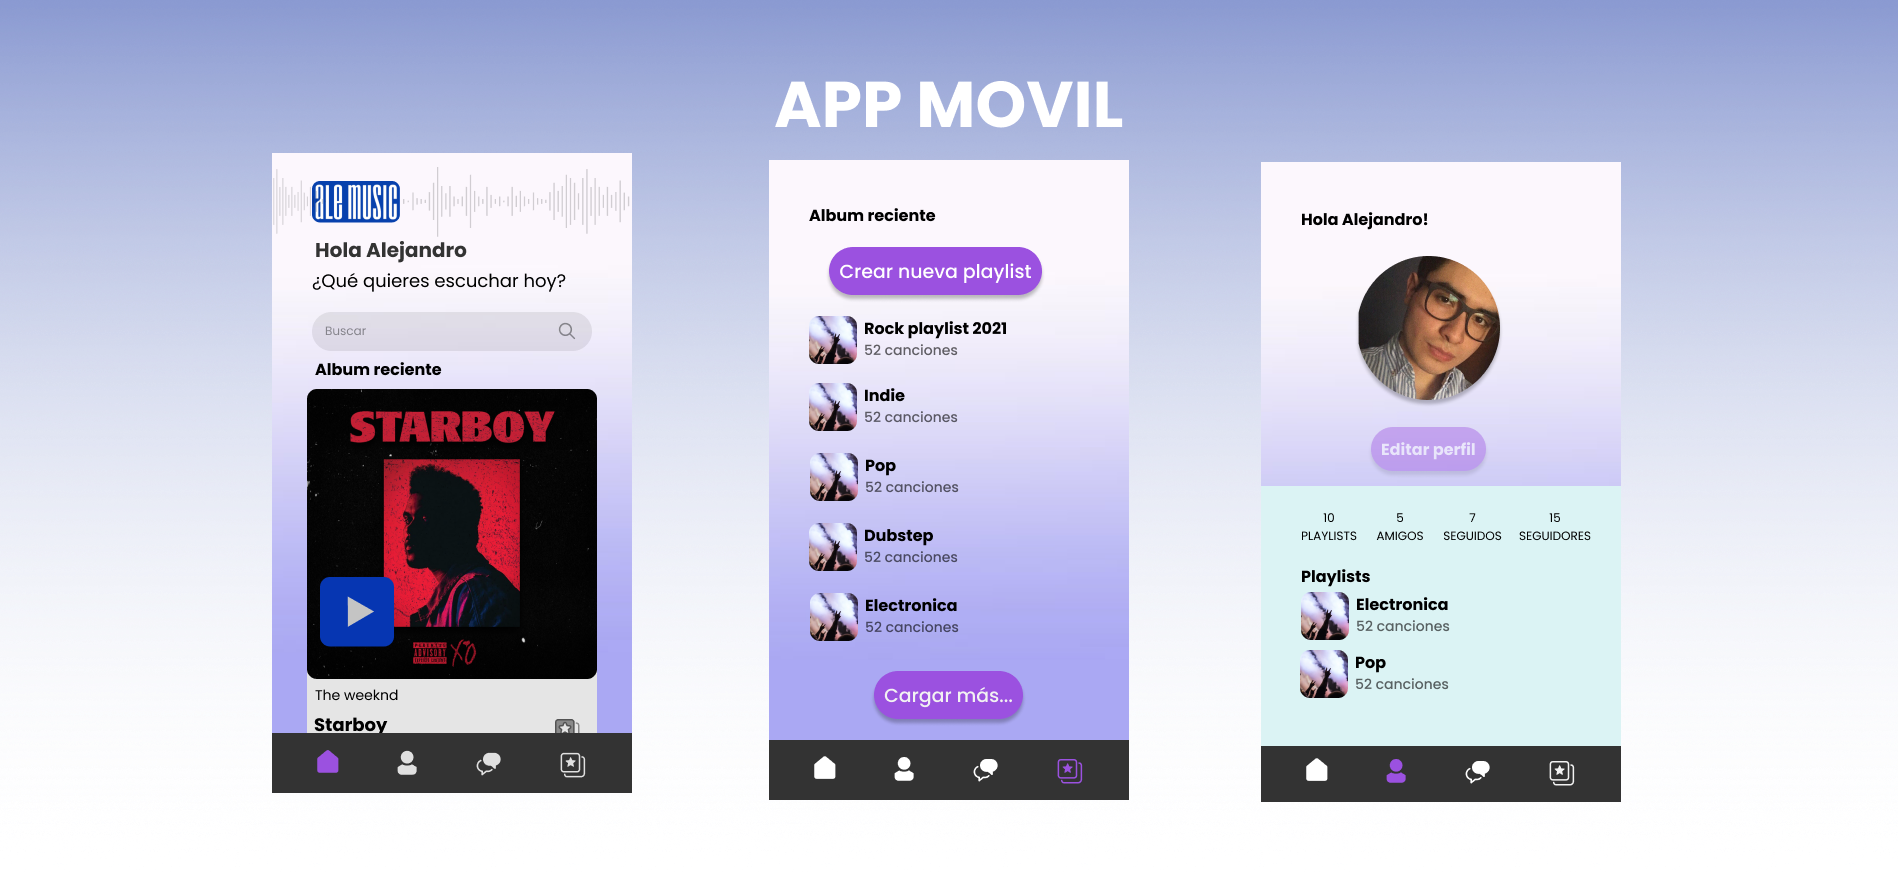 APP MOVIL
ALE MUSIC
Hola Alejandro
¿Qué quieres escuchar hoy?
Buscar
Album reciente
STARBOY
PARENTAL
ADVISORY
EXPLICIT CONTENT
XO
The weeknd
Starboy
Album reciente
Crear nueva playlist
Rock playlist 2021
52 canciones
Indie
52 canciones
Pop
52 canciones
Dubstep
52 canciones
Electronica
52 canciones
Cargar más...
Hola Alejandro!
Editar perfil
10 5 7 15
PLAYLISTS AMIGOS SEGUIDOS SEGUIDORES
Playlists
Electronica
52 canciones
Pop
52 canciones